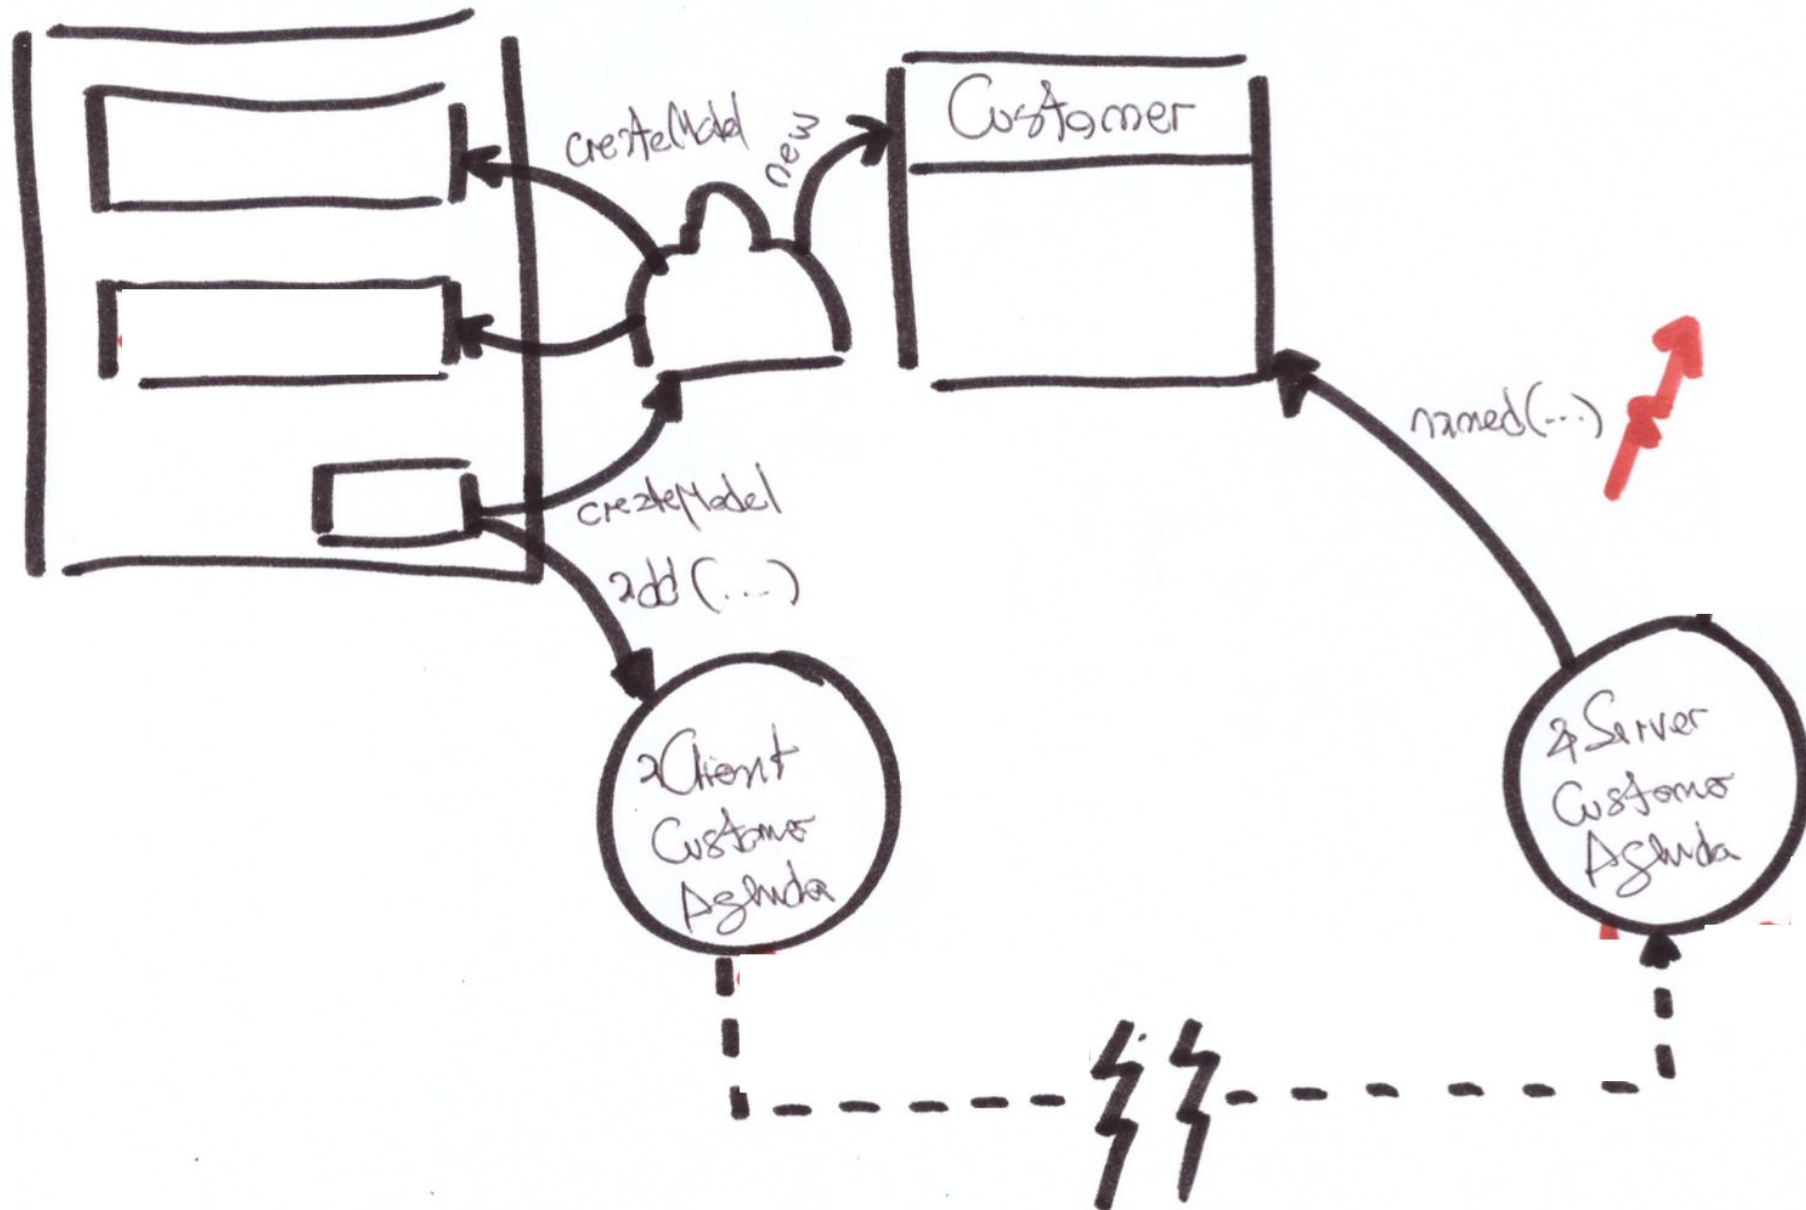 createModel
new
Customer
named(...)
createModel
add(...)
aClient
Customer
Agenda
aServer
Customer
Agenda